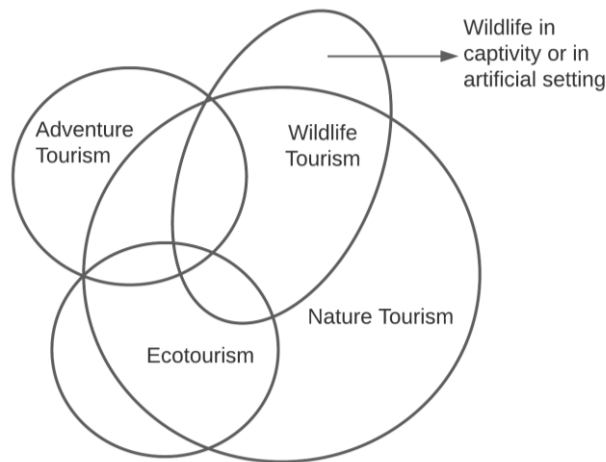 Wildlife in
captivity or in
artificial setting
Adventure
Tourism
Wildlife
Tourism
Nature Tourism
Ecotourism